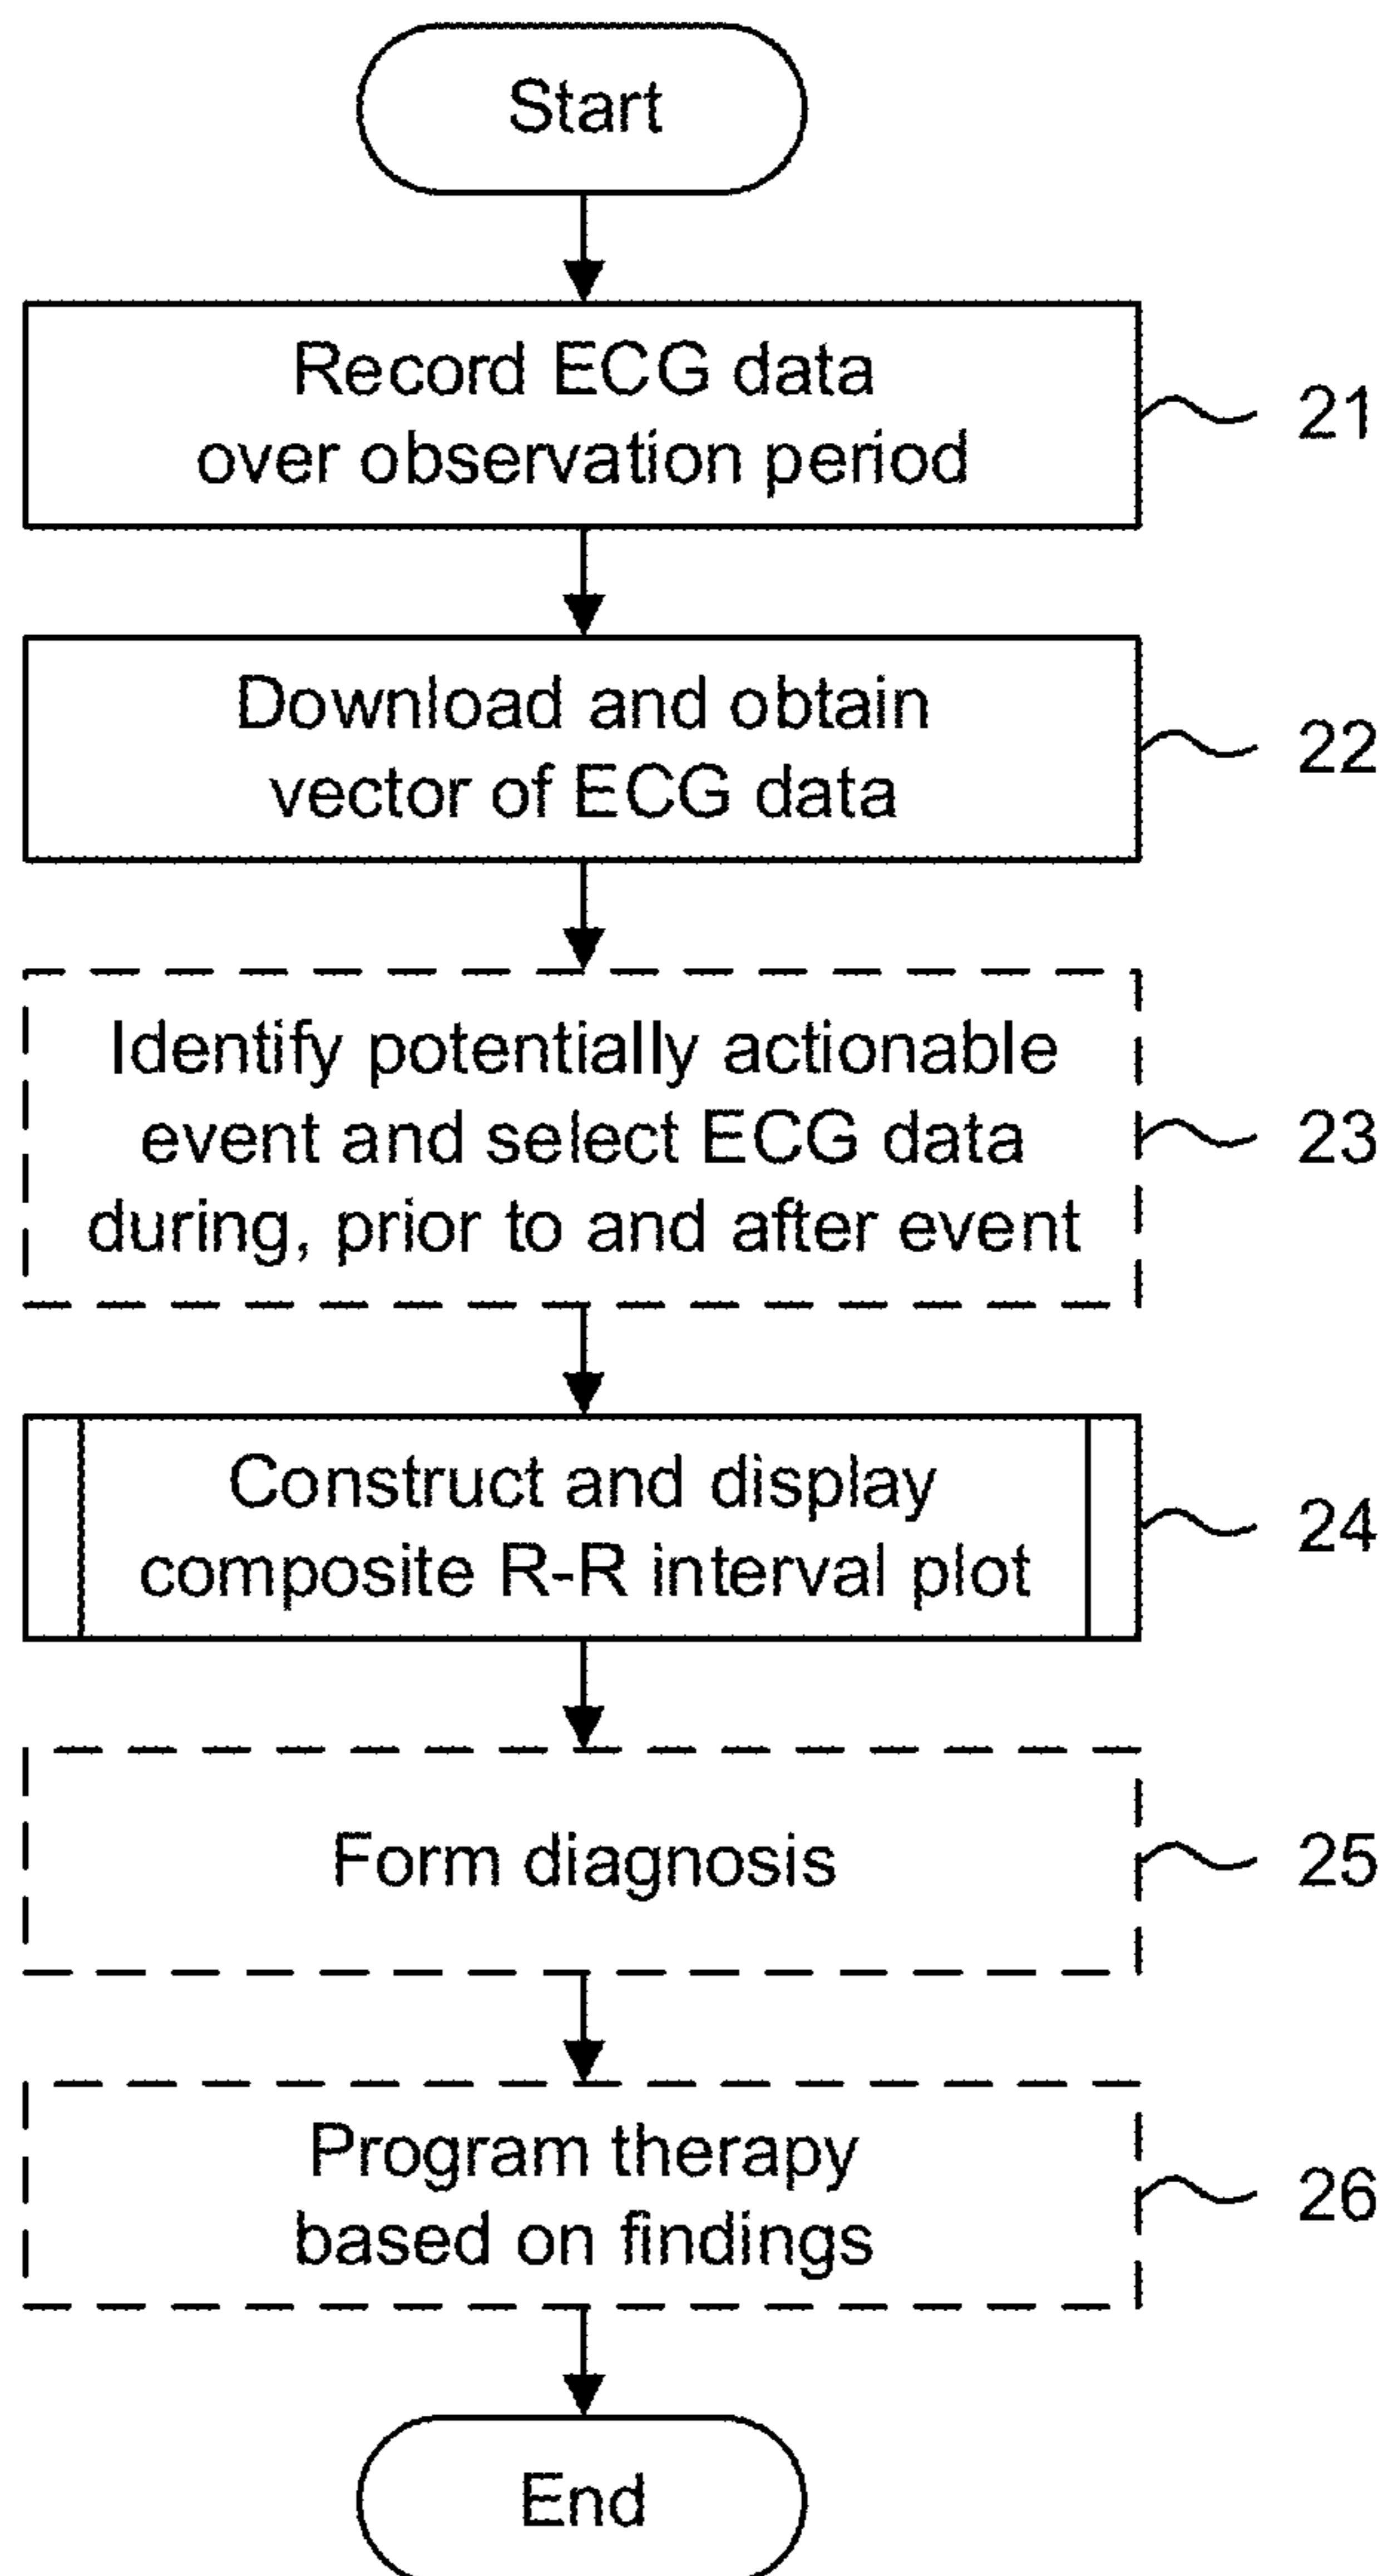 Start
Record ECG data
over observation period
21
Download and obtain
vector of ECG data
22
Identify potentially actionable
event and select ECG data
during, prior to and after event
23
Construct and display
composite R-R interval plot
24
Form diagnosis
25
Program therapy
based on findings
26
End